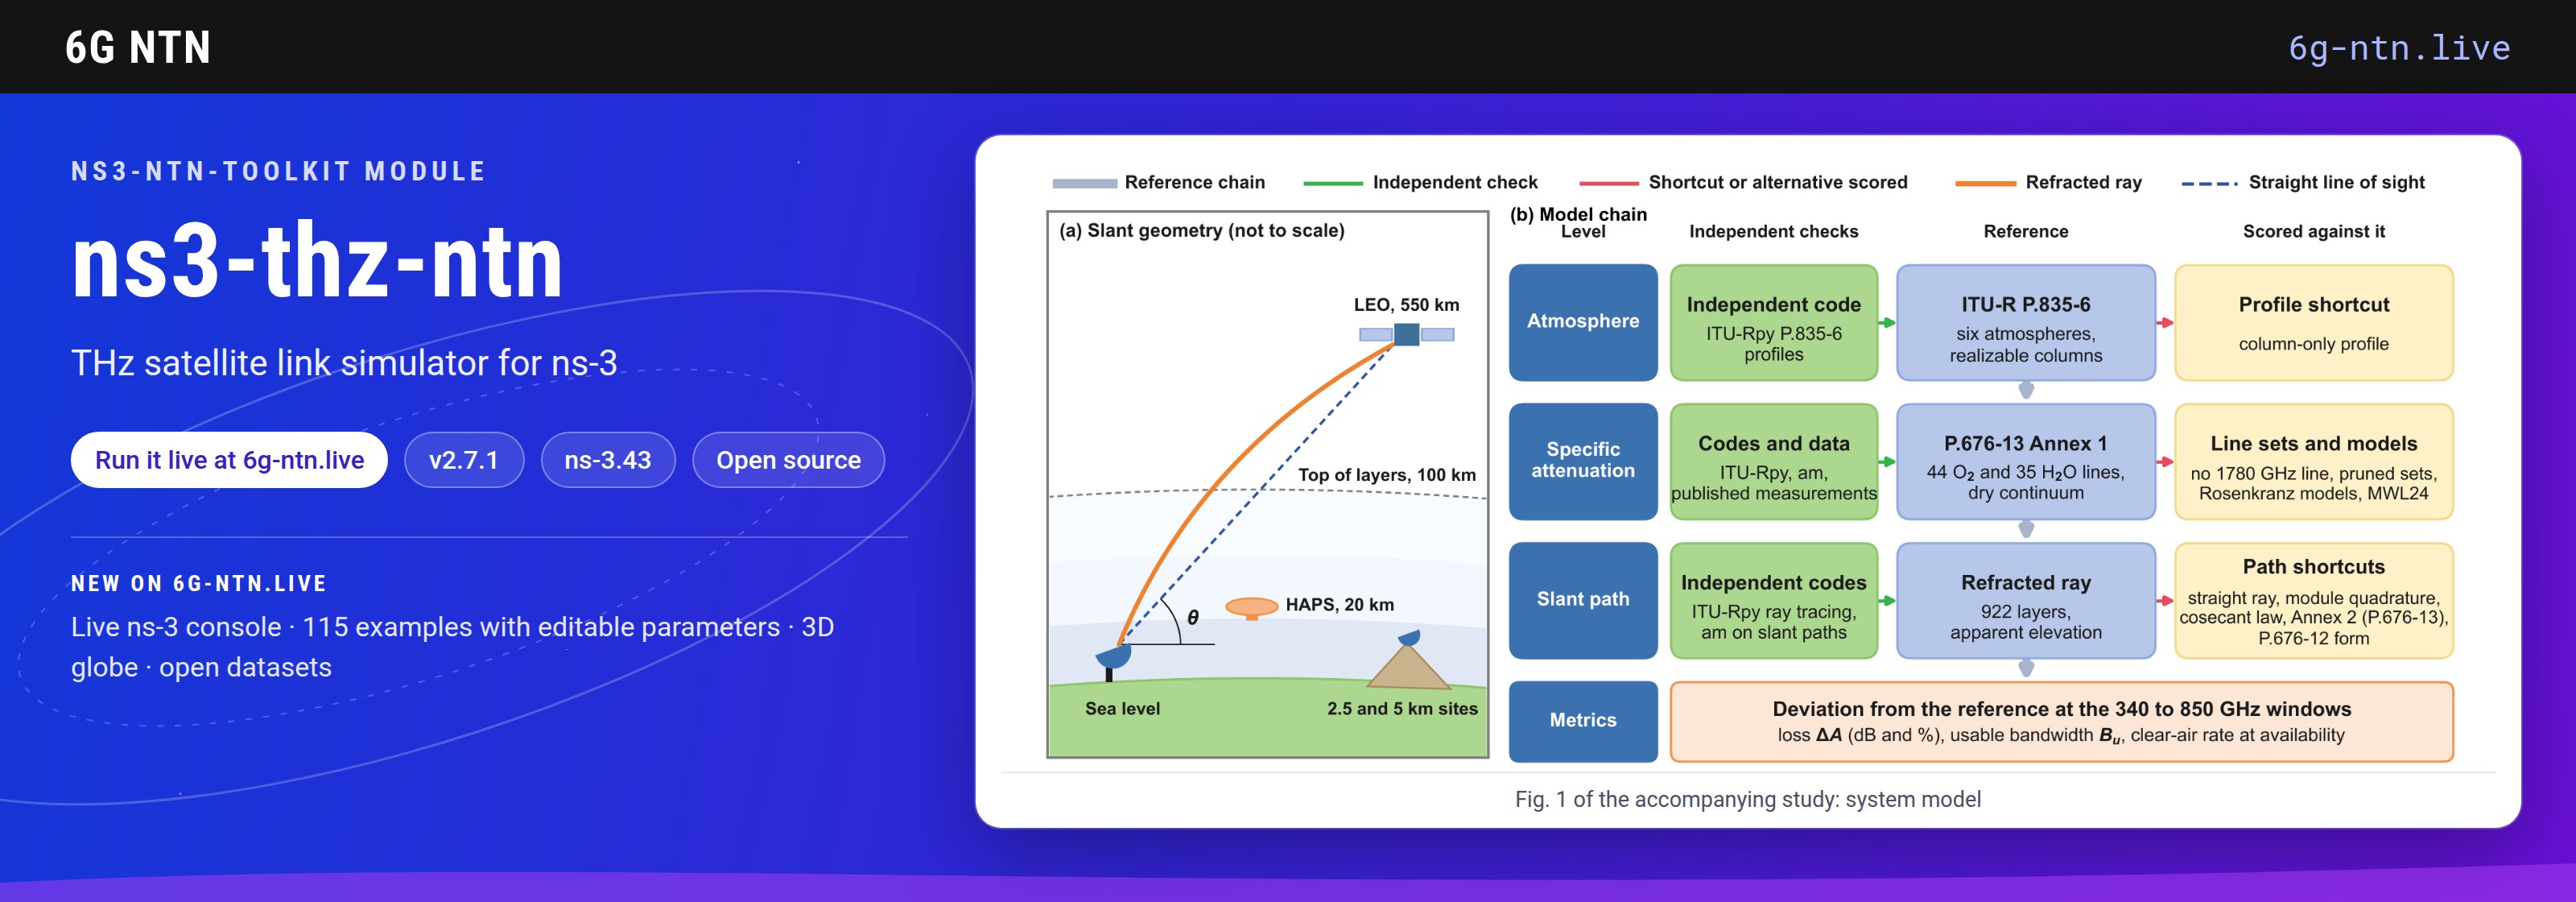 6G NTN
6g-ntn.live
NS3-NTN-TOOLKIT MODULE
ns3-thz-ntn
THz satellite link simulator for ns-3
Run it live at 6g-ntn.live
v2.7.1
ns-3.43
Open source
NEW ON 6G-NTN.LIVE
Live ns-3 console · 115 examples with editable parameters · 3D
globe · open datasets
Reference chain
Independent check
Shortcut or alternative scored
Refracted ray
Straight line of sight
(a) Slant geometry (not to scale)
LEO, 550 km
Top of layers, 100 km
HAPS, 20 km
θ
Sea level
2.5 and 5 km sites
(b) Model chain
Level
Independent checks
Reference
Scored against it
Atmosphere
Independent code
ITU-Rpy P.835-6
profiles
ITU-R P.835-6
six atmospheres,
realizable columns
Profile shortcut
column-only profile
Specific
attenuation
Codes and data
ITU-Rpy, am,
published measurements
P.676-13 Annex 1
44 O₂ and 35 H₂O lines,
dry continuum
Line sets and models
no 1780 GHz line, pruned sets,
Rosenkranz models, MWL24
Slant path
Independent codes
ITU-Rpy ray tracing,
am on slant paths
Refracted ray
922 layers,
apparent elevation
Path shortcuts
straight ray, module quadrature,
cosecant law, Annex 2 (P.676-13),
P.676-12 form
Metrics
Deviation from the reference at the 340 to 850 GHz windows
loss ΔA (dB and %), usable bandwidth Bᵤ, clear-air rate at availability
Fig. 1 of the accompanying study: system model